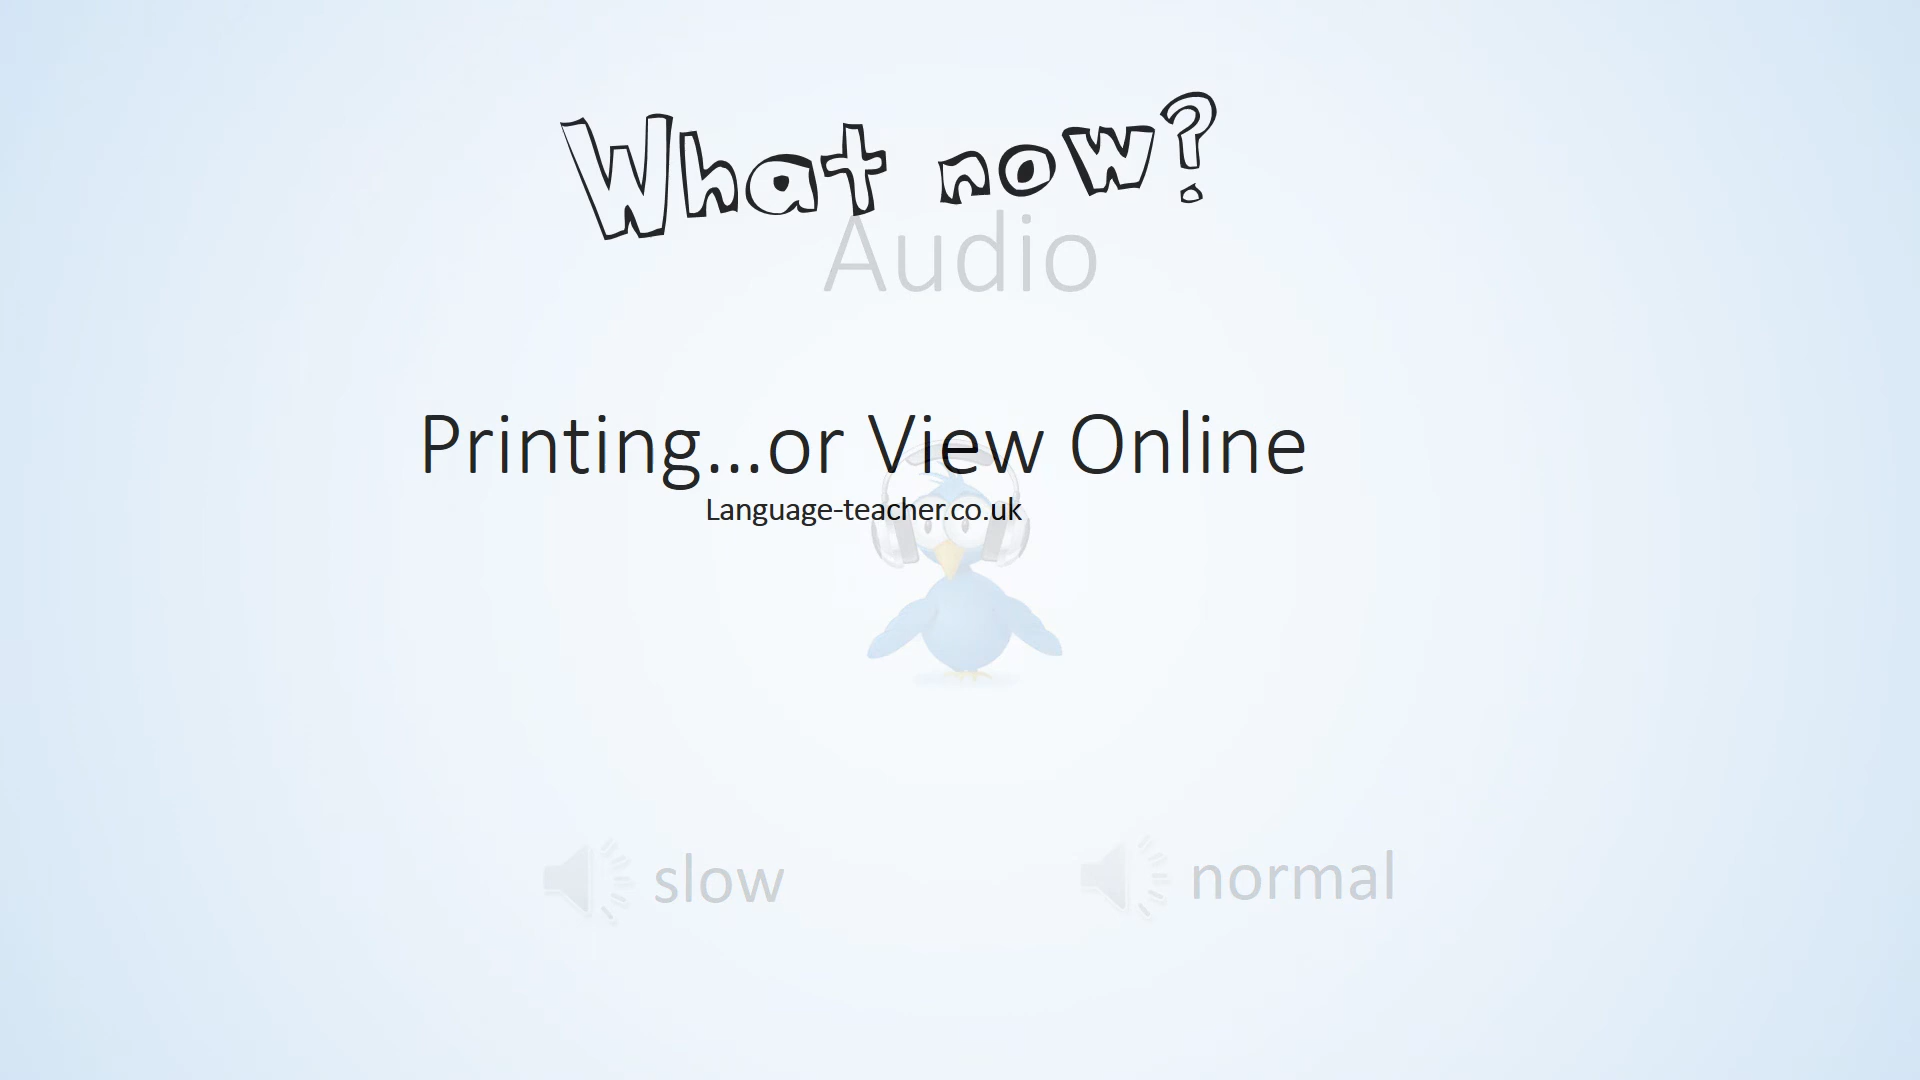 What now?
Audio
Printing...or View Online
Language-teacher.co.uk
slow
normal